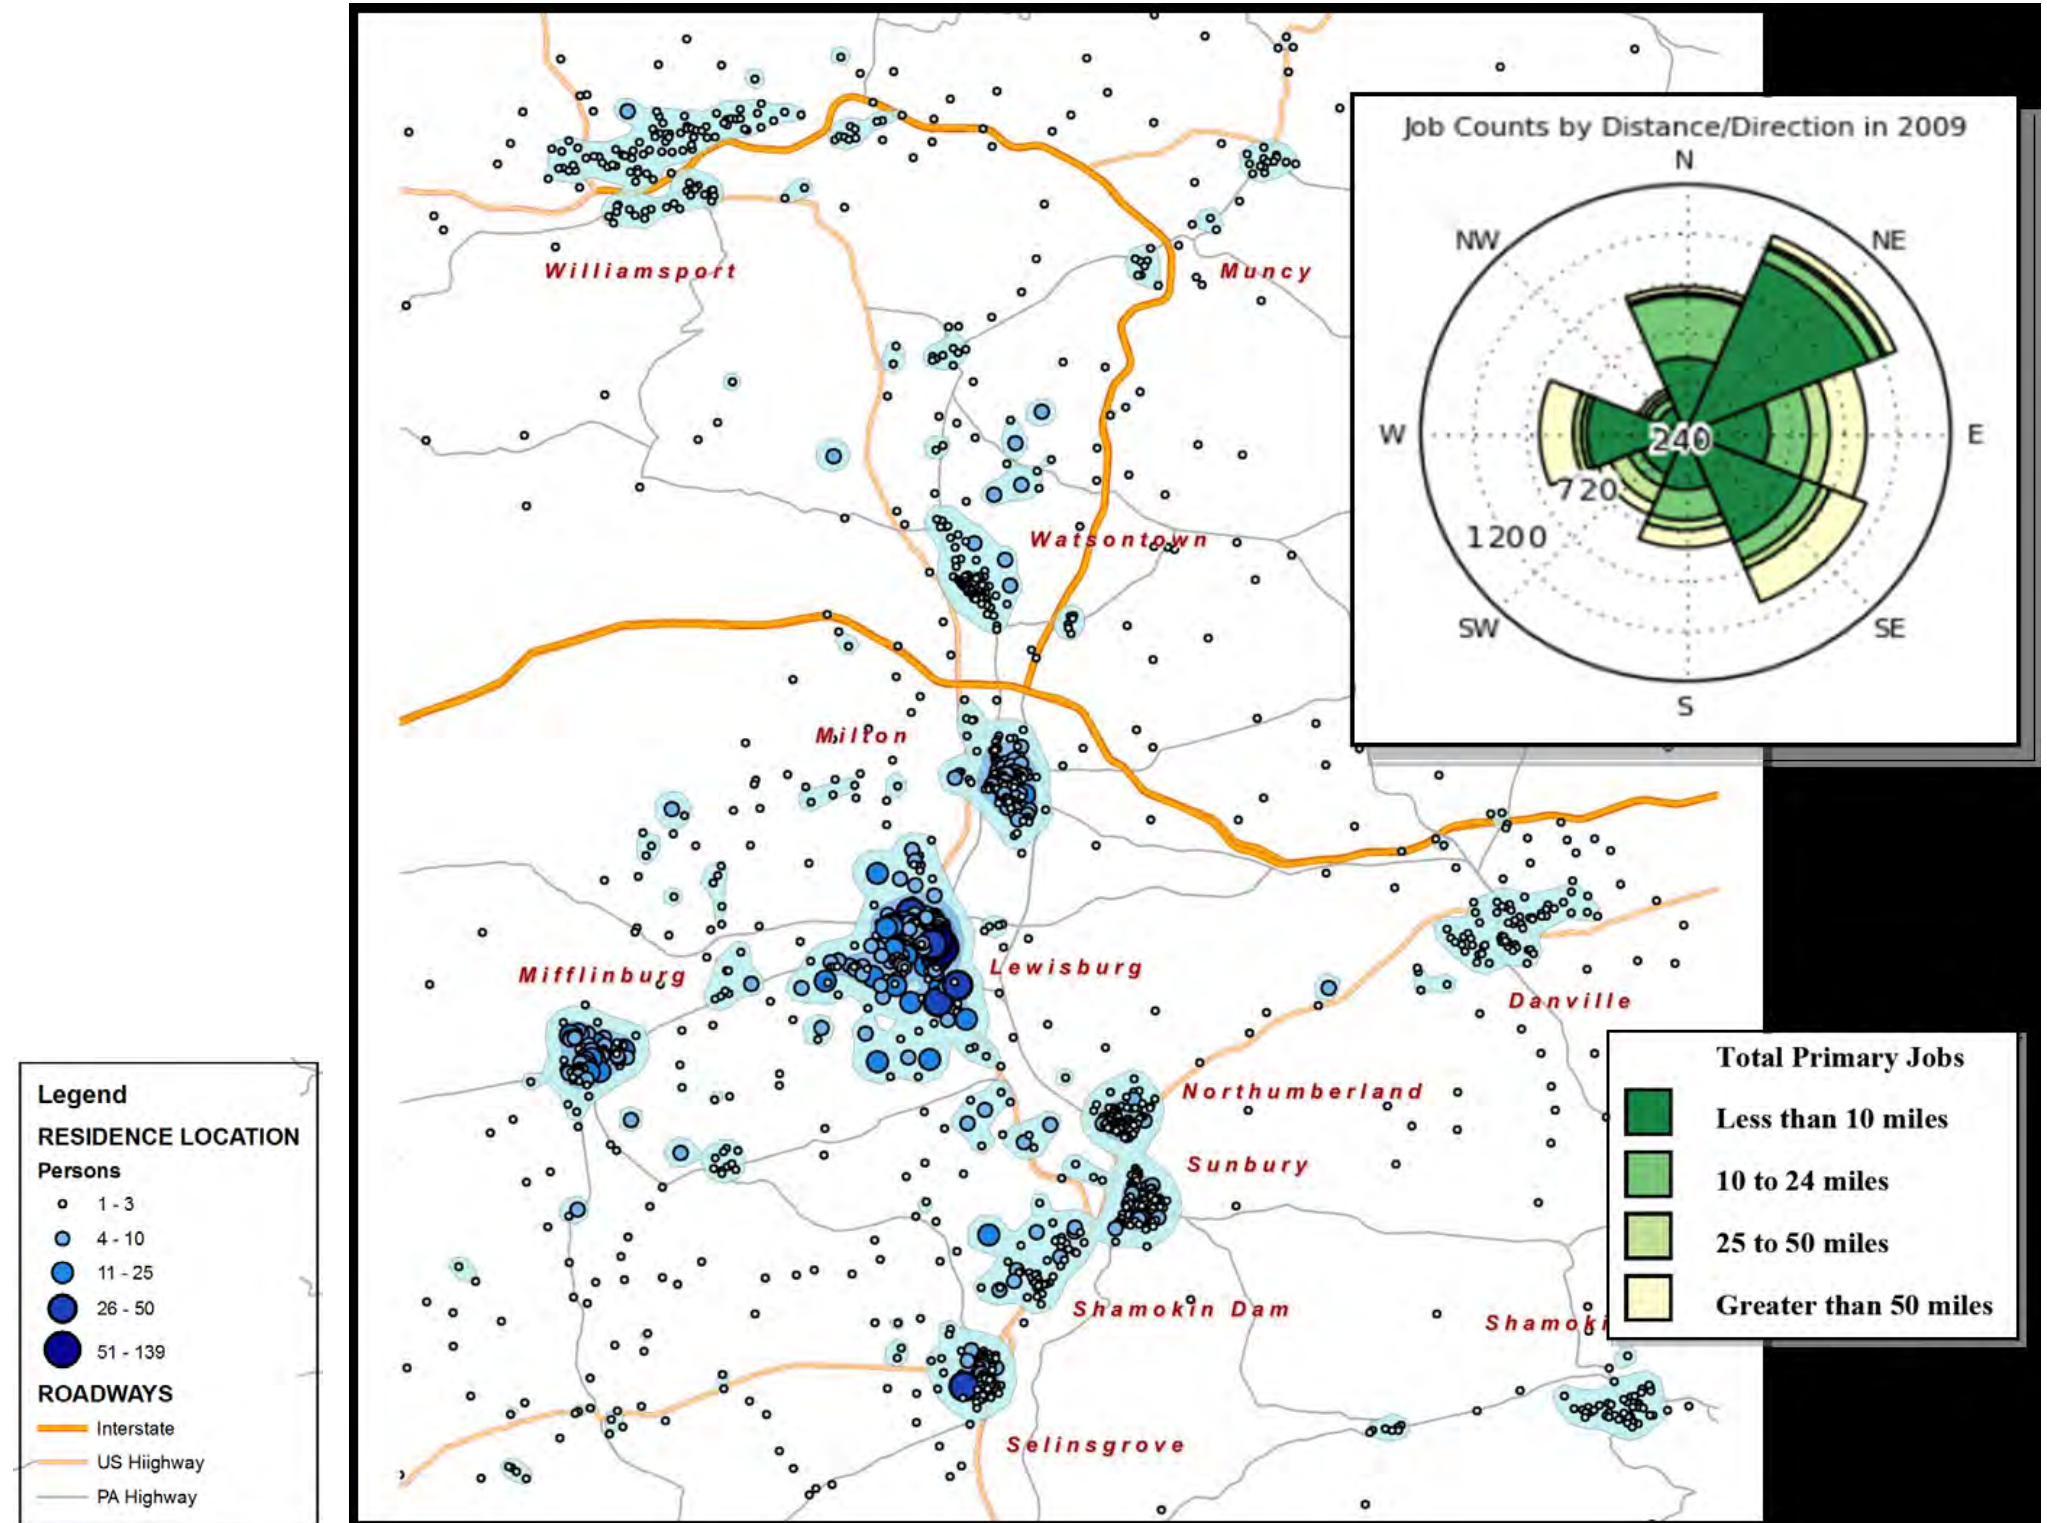 Job Counts by Distance/Direction in 2009
N
NW
NE
W
240
E
720
1200
SW
SE
S
Williamsport
Muncy
Watsontown
Milton
Mifflinburg
Lewisburg
Danville
Northumberland
Sunbury
Shamokin Dam
Shamoki
Selinsgrove
Total Primary Jobs
Less than 10 miles
10 to 24 miles
25 to 50 miles
Greater than 50 miles
Legend
RESIDENCE LOCATION
Persons
1 - 3
4 - 10
11 - 25
26 - 50
51 - 139
ROADWAYS
Interstate
US Hiighway
PA Highway